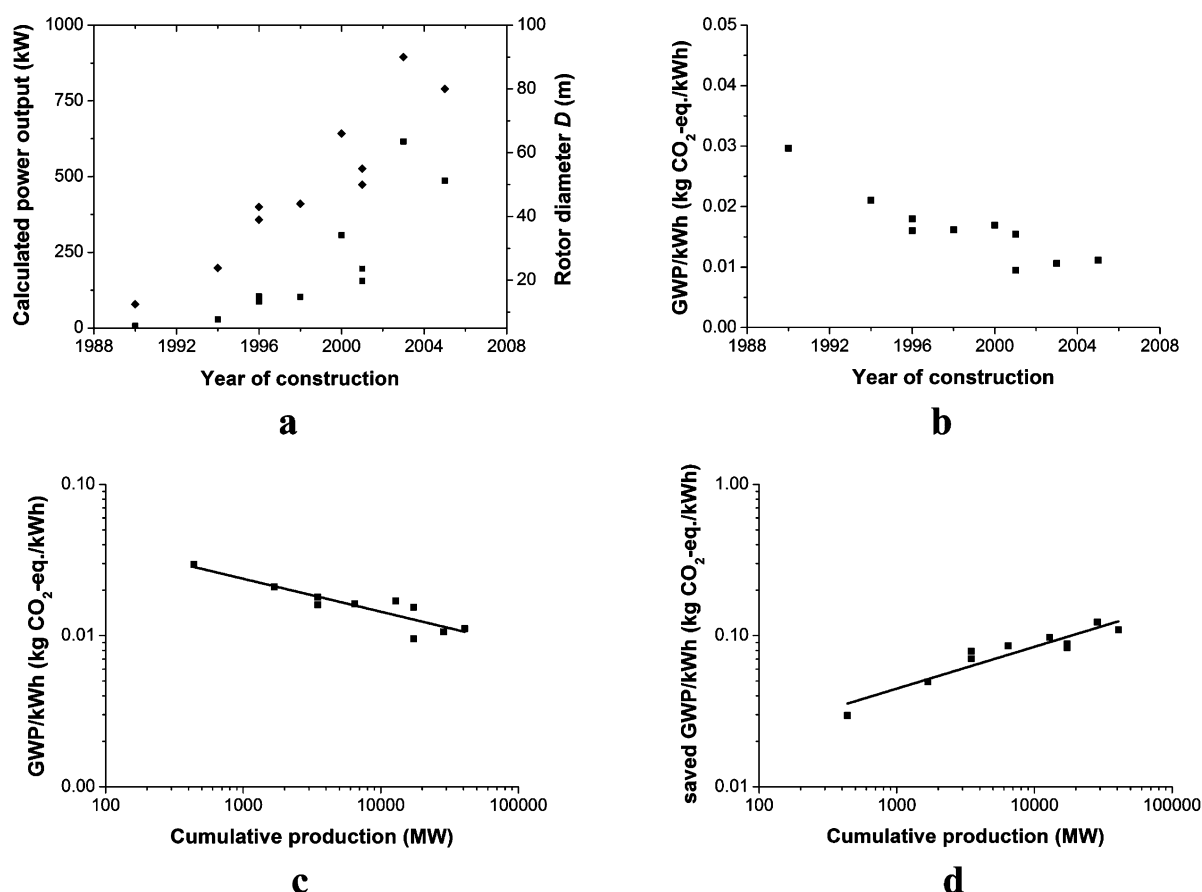 Calculated power output (kW)
1000
750
500
250
0
100
80
60
40
20
Rotor diameter D (m)
1988 1992 1996 2000 2004 2008
Year of construction
a
GWP/kWh (kg CO2-eq./kWh)
0.05
0.04
0.03
0.02
0.01
0.00
1988 1992 1996 2000 2004 2008
Year of construction
b
GWP/kWh (kg CO2-eq./kWh)
0.10
0.01
0.00
100 1000 10000 100000
Cumulative production (MW)
c
saved GWP/kWh (kg CO2-eq./kWh)
1.00
0.10
0.01
100 1000 10000 100000
Cumulative production (MW)
d